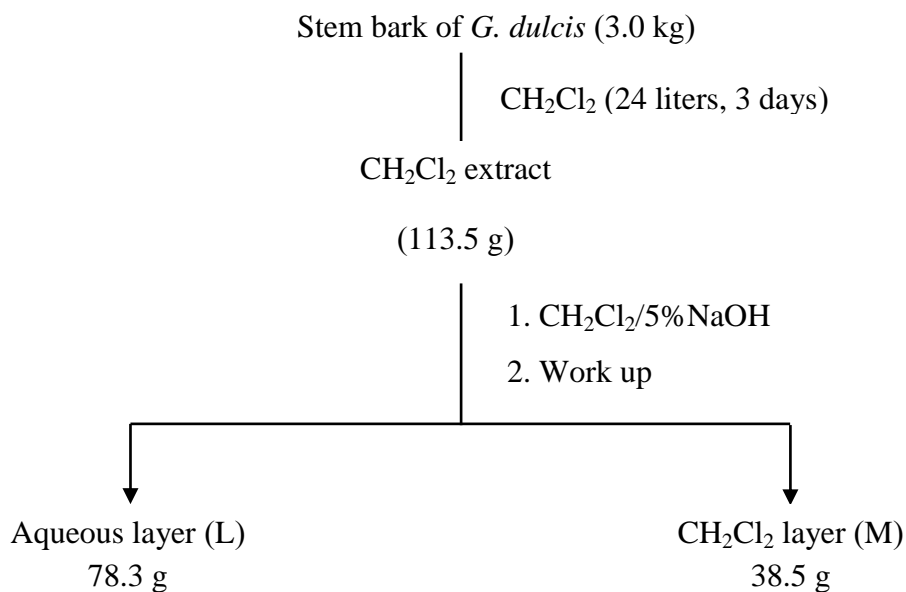 Stem bark of G. dulcis (3.0 kg)
CH₂Cl₂ (24 liters, 3 days)
CH₂Cl₂ extract
(113.5 g)
1. CH₂Cl₂/5%NaOH
2. Work up
Aqueous layer (L)
78.3 g
CH₂Cl₂ layer (M)
38.5 g